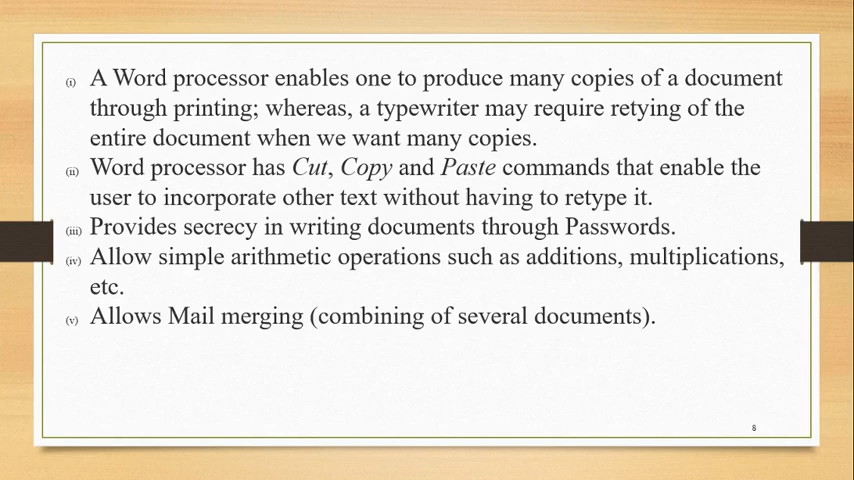 (i) A Word processor enables one to produce many copies of a document
through printing; whereas, a typewriter may require retying of the
entire document when we want many copies.
(ii) Word processor has Cut, Copy and Paste commands that enable the
user to incorporate other text without having to retype it.
(iii) Provides secrecy in writing documents through Passwords.
(iv) Allow simple arithmetic operations such as additions, multiplications,
etc.
(v) Allows Mail merging (combining of several documents).